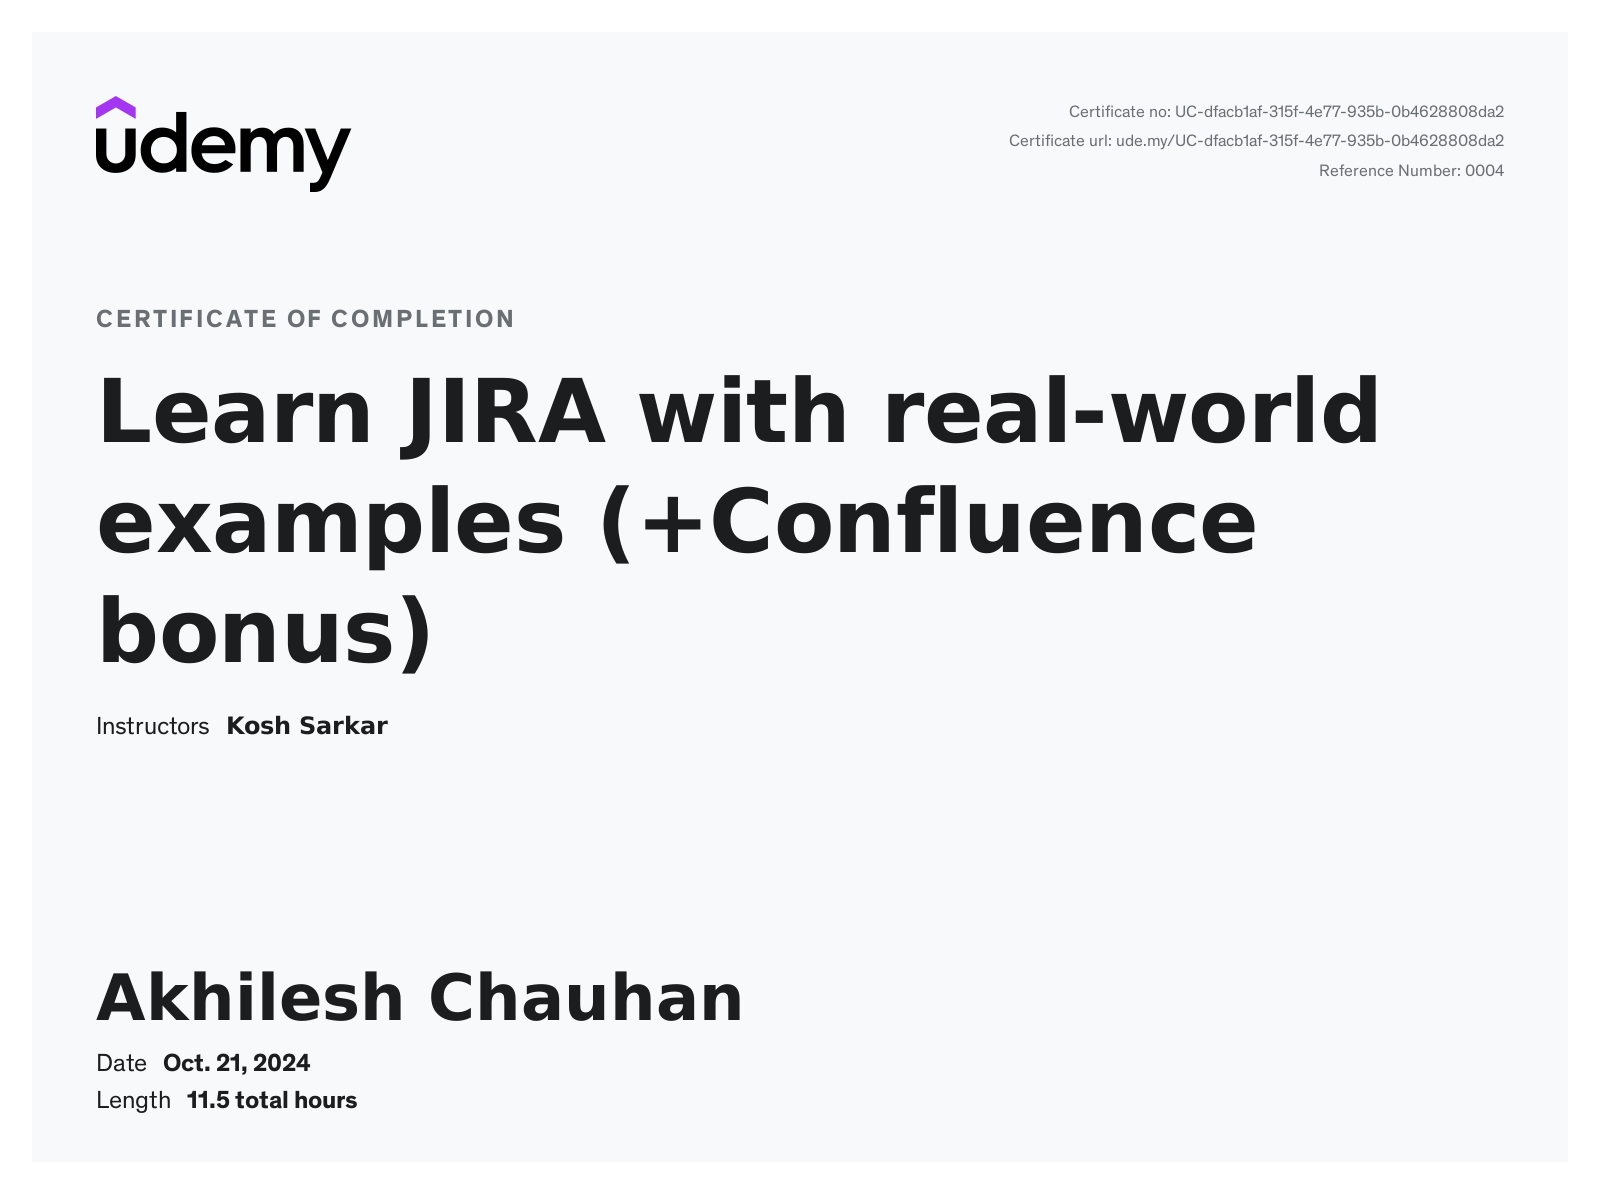 udemy
Certificate no: UC-dfacb1af-315f-4e77-935b-0b4628808da2
Certificate url: ude.my/UC-dfacb1af-315f-4e77-935b-0b4628808da2
Reference Number: 0004
CERTIFICATE OF COMPLETION
Learn JIRA with real-world
examples (+Confluence
bonus)
Instructors Kosh Sarkar
Akhilesh Chauhan
Date Oct. 21, 2024
Length 11.5 total hours